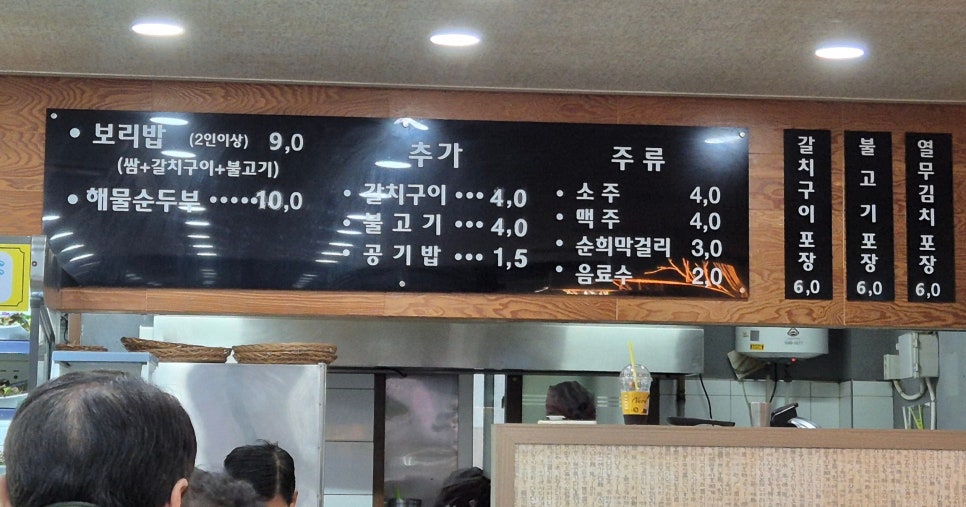 • 보리밥 (2인이상) 9,0
(쌈+갈치구이+불고기)
• 해물순두부 ·····10,0
추가
• 갈치구이 ··· 4,0
• 불고기 ··· 4,0
• 공기밥 ··· 1,5
주류
• 소주 4,0
• 맥주 4,0
• 순희막걸리 3,0
• 음료수 2,0
갈치구이포장 6,0
불고기포장 6,0
열무김치포장 6,0